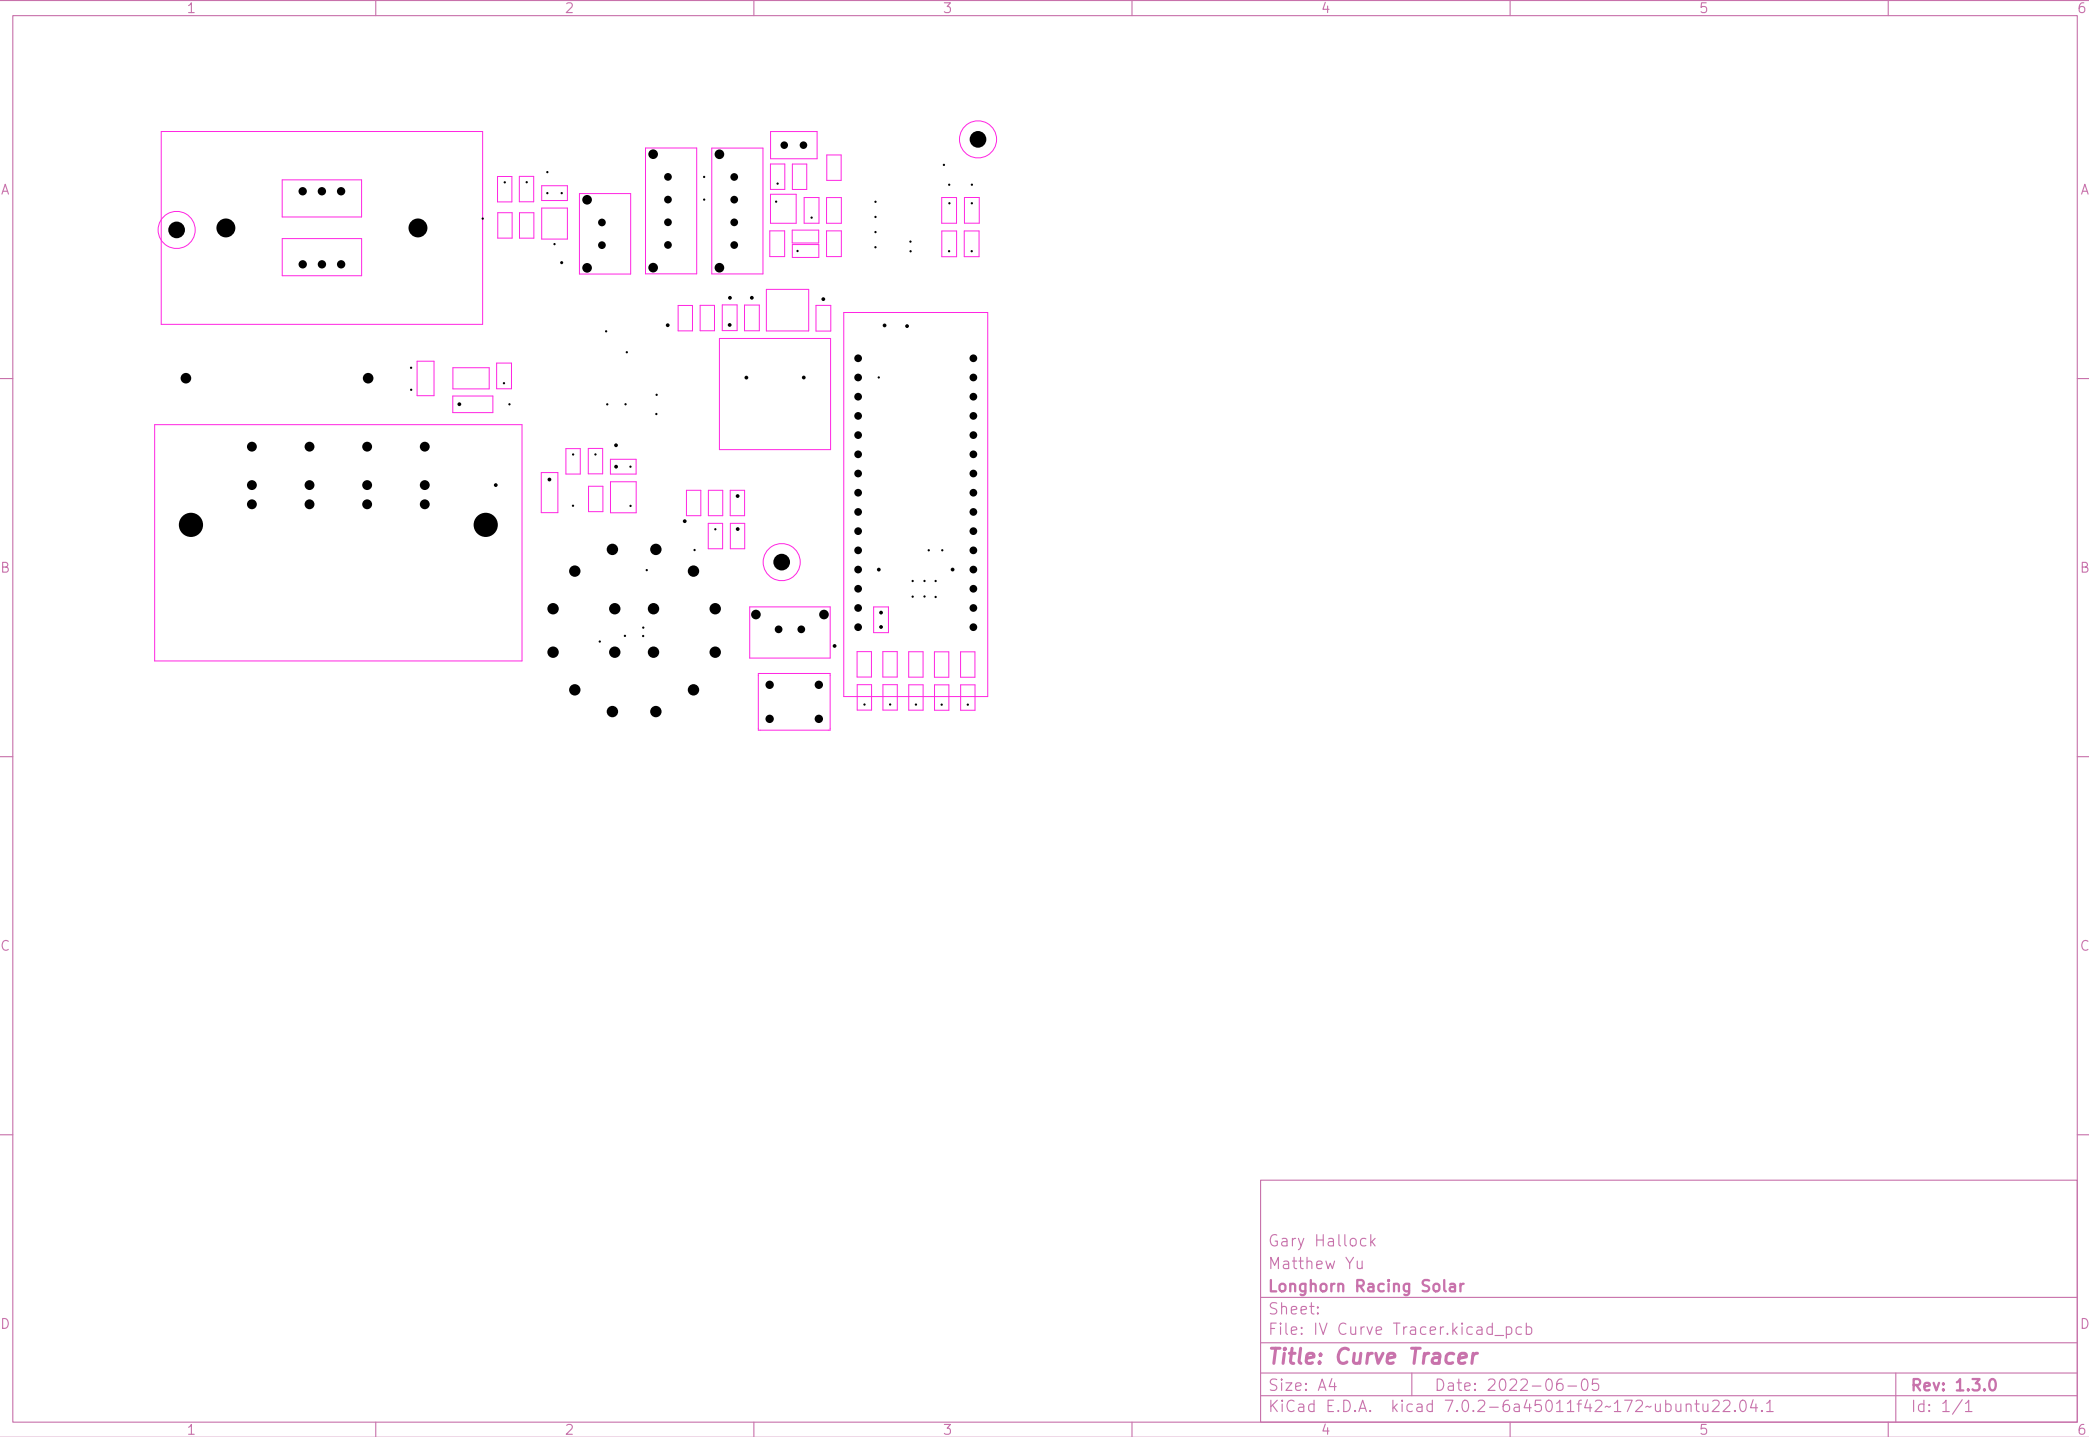 1 2 3 4 5 6
A A
B B
C C
D D
Gary Hallock
Matthew Yu
Longhorn Racing Solar
Sheet:
File: IV Curve Tracer.kicad_pcb
Title: Curve Tracer
Size: A4 Date: 2022-06-05 Rev: 1.3.0
KiCad E.D.A. kicad 7.0.2-6a45011f42~172~ubuntu22.04.1 Id: 1/1
1 2 3 4 5 6